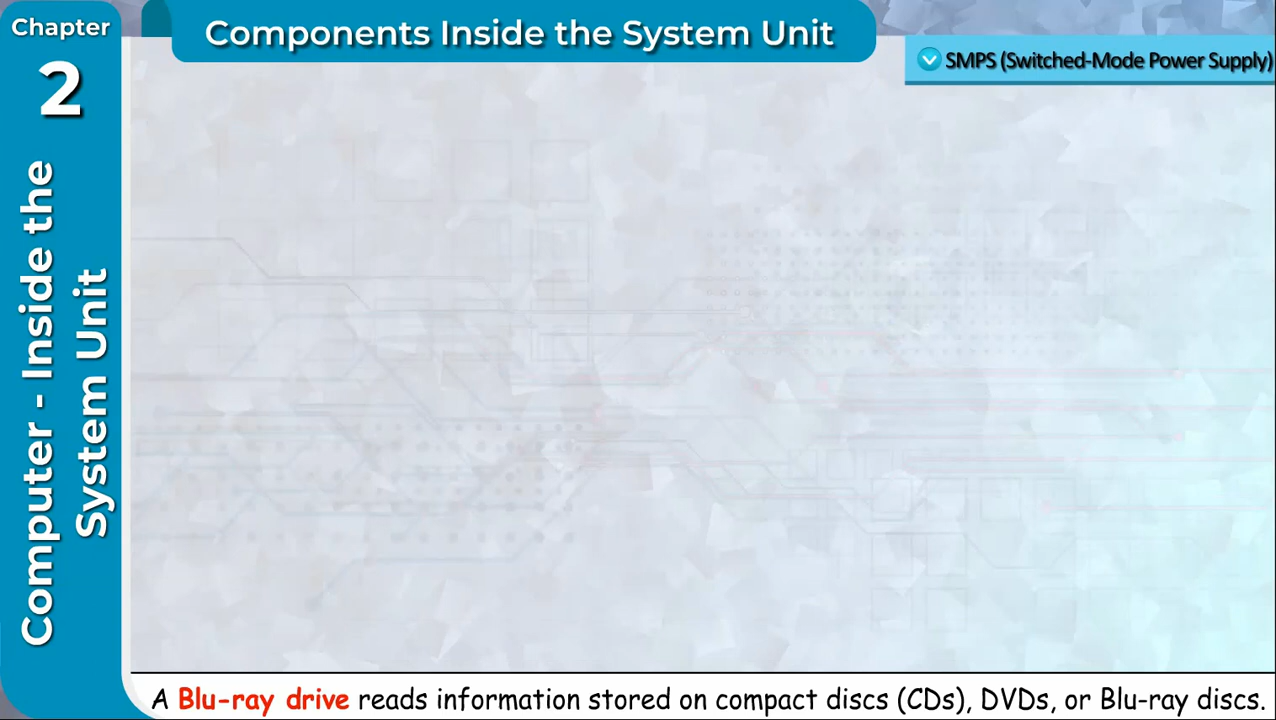 Chapter
2
Computer - Inside the
System Unit
Components Inside the System Unit
SMPS (Switched-Mode Power Supply)
A Blu-ray drive reads information stored on compact discs (CDs), DVDs, or Blu-ray discs.